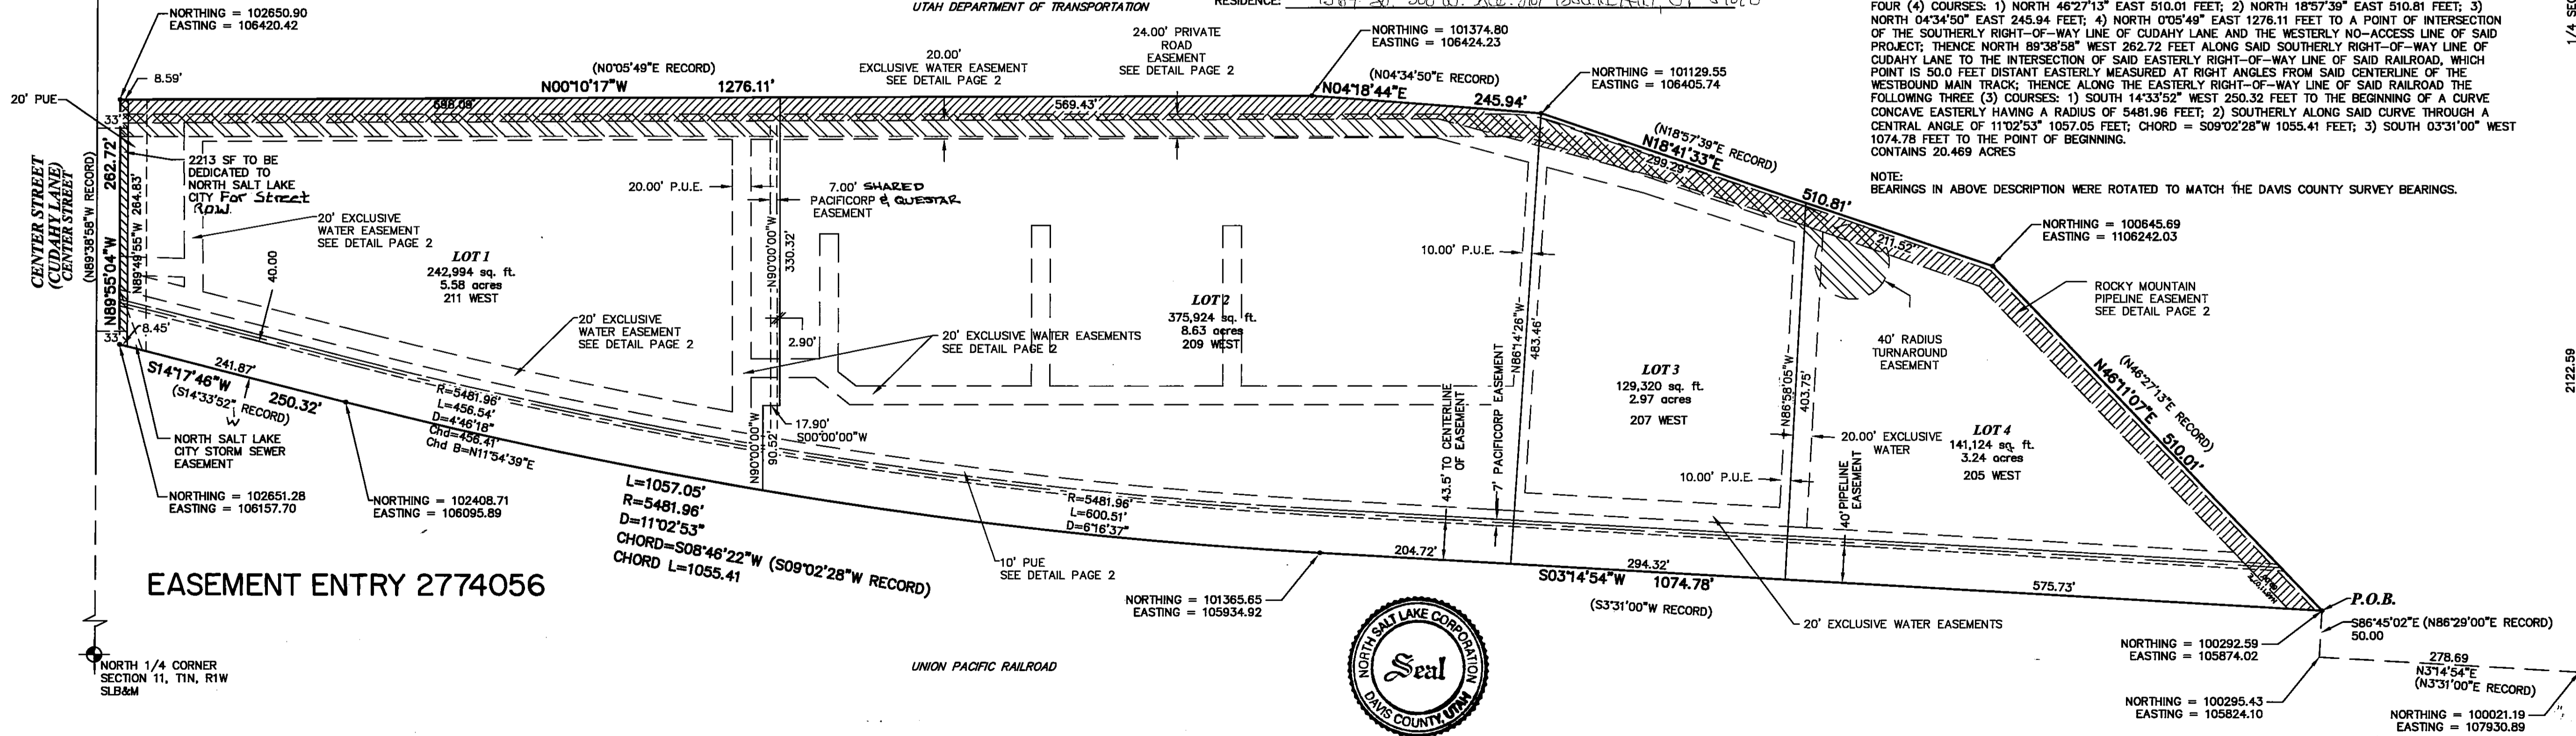 UTAH DEPARTMENT OF TRANSPORTATION
RESIDENCE:
FOUR (4) COURSES: 1) NORTH 46°27'13" EAST 510.01 FEET; 2) NORTH 18°57'39" EAST 510.81 FEET; 3)
NORTH 04°34'50" EAST 245.94 FEET; 4) NORTH 0°05'49" EAST 1276.11 FEET TO A POINT OF INTERSECTION
OF THE SOUTHERLY RIGHT-OF-WAY LINE OF CUDAHY LANE AND THE WESTERLY NO-ACCESS LINE OF SAID
PROJECT; THENCE NORTH 89°38'58" WEST 262.72 FEET ALONG SAID SOUTHERLY RIGHT-OF-WAY LINE OF
CUDAHY LANE TO THE INTERSECTION OF SAID EASTERLY RIGHT-OF-WAY LINE OF SAID RAILROAD, WHICH
POINT IS 50.0 FEET DISTANT EASTERLY MEASURED AT RIGHT ANGLES FROM SAID CENTERLINE OF THE
WESTBOUND MAIN TRACK; THENCE ALONG THE EASTERLY RIGHT-OF-WAY LINE OF SAID RAILROAD THE
FOLLOWING THREE (3) COURSES: 1) SOUTH 14°33'52" WEST 250.32 FEET TO THE BEGINNING OF A CURVE
CONCAVE EASTERLY HAVING A RADIUS OF 5481.96 FEET; 2) SOUTHERLY ALONG SAID CURVE THROUGH A
CENTRAL ANGLE OF 11°02'53" 1057.05 FEET; CHORD = S09°02'28"W 1055.41 FEET; 3) SOUTH 03°31'00" WEST
1074.78 FEET TO THE POINT OF BEGINNING.
CONTAINS 20.469 ACRES
NOTE:
BEARINGS IN ABOVE DESCRIPTION WERE ROTATED TO MATCH THE DAVIS COUNTY SURVEY BEARINGS.
1/4 SEC
2122.59
NORTHING = 102650.90
EASTING = 106420.42
8.59'
20' PUE
33'
(N0°05'49"E RECORD)
N00°10'17"W 1276.11'
596.09'
20.00'
EXCLUSIVE WATER EASEMENT
SEE DETAIL PAGE 2
24.00' PRIVATE
ROAD
EASEMENT
SEE DETAIL PAGE 2
569.43'
NORTHING = 101374.80
EASTING = 106424.23
(N04°34'50"E RECORD)
N04°18'44"E 245.94'
NORTHING = 101129.55
EASTING = 106405.74
(N18°57'39"E RECORD)
N18°41'33"E
299.29'
510.81'
211.52'
NORTHING = 100645.69
EASTING = 1106242.03
CENTER STREET
(CUDAHY LANE)
CENTER STREET
(N89°38'58"W RECORD)
N89°55'04"W 262.72'
N89°49'55"W 264.83'
2213 SF TO BE
DEDICATED TO
NORTH SALT LAKE
CITY For Street
R.O.W.
20' EXCLUSIVE
WATER EASEMENT
SEE DETAIL PAGE 2
40.00
LOT 1
242,994 sq. ft.
5.58 acres
211 WEST
20.00' P.U.E.
7.00' SHARED
PACIFICORP & QUESTAR
EASEMENT
N90°00'00"W
330.32'
20' EXCLUSIVE
WATER EASEMENT
SEE DETAIL PAGE 2
2.90'
20' EXCLUSIVE WATER EASEMENTS
SEE DETAIL PAGE 2
LOT 2
375,924 sq. ft.
8.63 acres
209 WEST
10.00' P.U.E.
N86°14'26"W
483.46'
LOT 3
129,320 sq. ft.
2.97 acres
207 WEST
10.00' P.U.E.
N86°58'05"W
403.75'
20.00' EXCLUSIVE
WATER
LOT 4
141,124 sq. ft.
3.24 acres
205 WEST
40' RADIUS
TURNAROUND
EASEMENT
ROCKY MOUNTAIN
PIPELINE EASEMENT
SEE DETAIL PAGE 2
(N46°27'13"E RECORD)
N46°11'07"E 510.01'
8.45'
33'
241.87'
S14°17'46"W 250.32'
(S14°33'52" RECORD)
W
NORTH SALT LAKE
CITY STORM SEWER
EASEMENT
NORTHING = 102651.28
EASTING = 106157.70
NORTHING = 102408.71
EASTING = 106095.89
R=5481.96'
L=456.54'
D=4°46'18"
Chd=456.41'
Chd B=N11°54'39"E
17.90'
S00°00'00"W
N90°00'00"W
90.52'
L=1057.05'
R=5481.96'
D=11°02'53"
CHORD=S08°46'22"W (S09°02'28"W RECORD)
CHORD L=1055.41
R=5481.96'
L=600.51'
D=6°16'37"
10' PUE
SEE DETAIL PAGE 2
43.5' TO CENTERLINE
OF EASEMENT
7' PACIFICORP EASEMENT
40' PIPELINE
EASEMENT
NORTHING = 101365.65
EASTING = 105934.92
204.72'
294.32'
S03°14'54"W 1074.78'
(S3°31'00"W RECORD)
575.73'
20' EXCLUSIVE WATER EASEMENTS
P.O.B.
S86°45'02"E (N86°29'00"E RECORD)
50.00
NORTHING = 100292.59
EASTING = 105874.02
278.69
N3°14'54"E
(N3°31'00"E RECORD)
NORTHING = 100295.43
EASTING = 105824.10
NORTHING = 100021.19
EASTING = 107930.89
EASEMENT ENTRY 2774056
NORTH 1/4 CORNER
SECTION 11, T1N, R1W
SLB&M
UNION PACIFIC RAILROAD
NORTH SALT LAKE CORPORATION
Seal
DAVIS COUNTY, UTAH